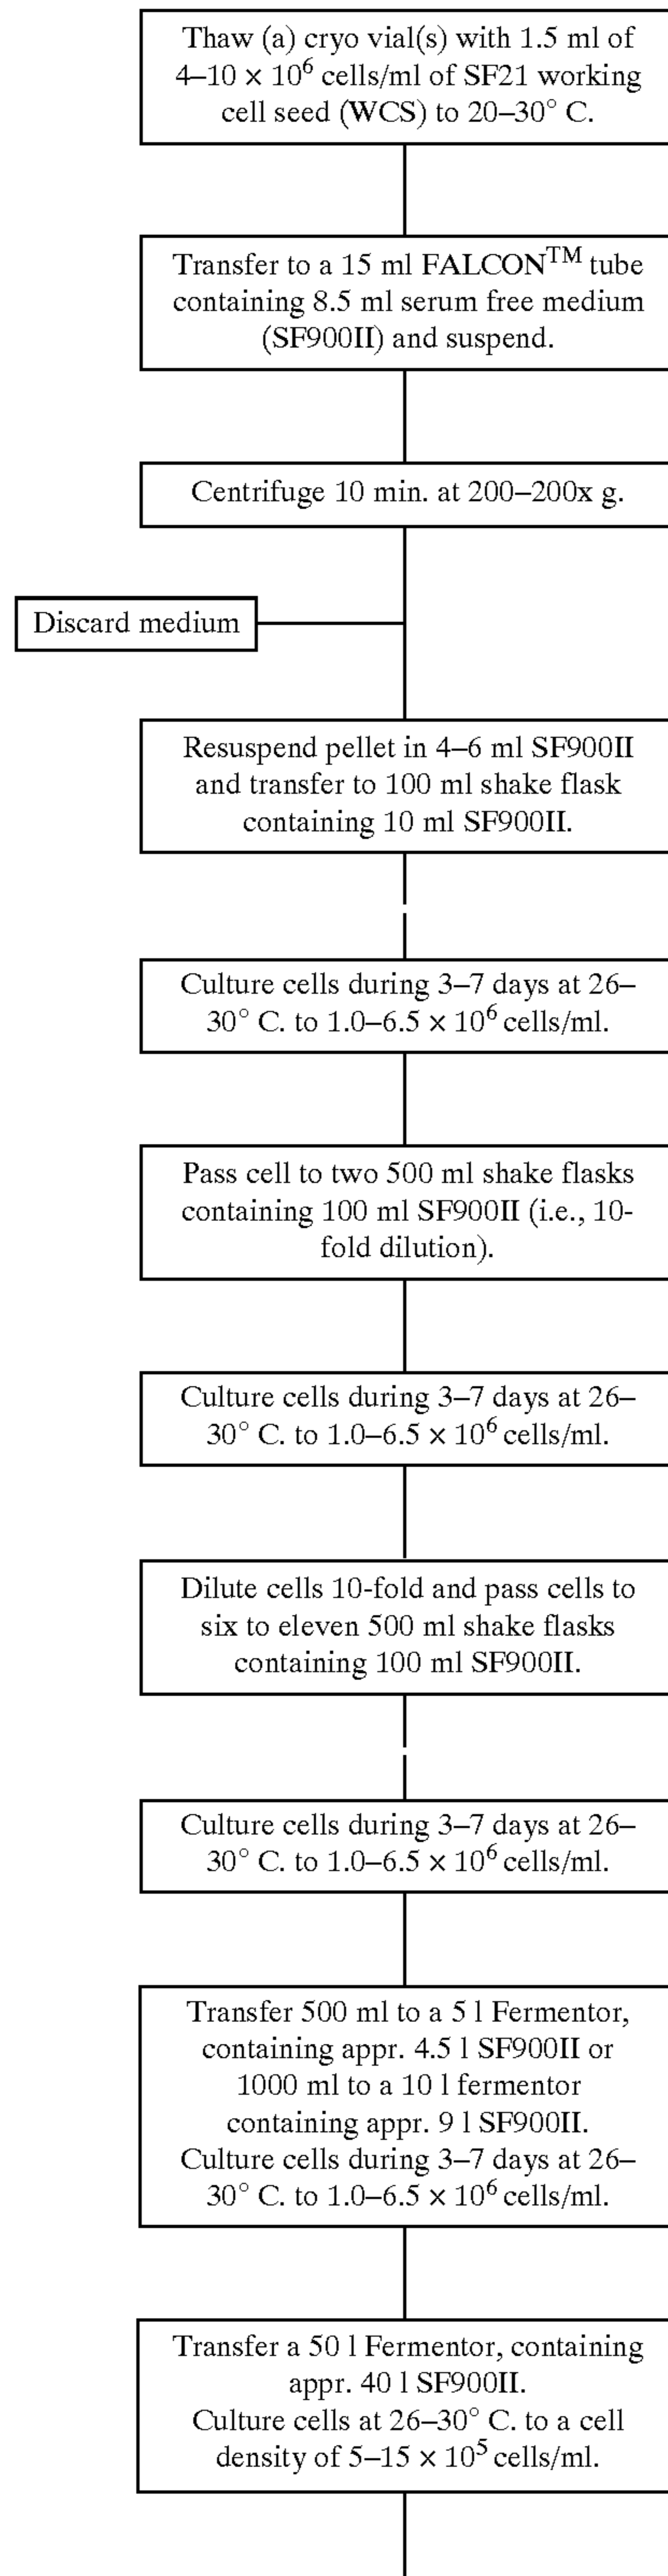 Thaw (a) cryo vial(s) with 1.5 ml of
4–10 × 10⁶ cells/ml of SF21 working
cell seed (WCS) to 20–30° C.
Transfer to a 15 ml FALCON™ tube
containing 8.5 ml serum free medium
(SF900II) and suspend.
Centrifuge 10 min. at 200–200x g.
Discard medium
Resuspend pellet in 4–6 ml SF900II
and transfer to 100 ml shake flask
containing 10 ml SF900II.
Culture cells during 3–7 days at 26–
30° C. to 1.0–6.5 × 10⁶ cells/ml.
Pass cell to two 500 ml shake flasks
containing 100 ml SF900II (i.e., 10-
fold dilution).
Culture cells during 3–7 days at 26–
30° C. to 1.0–6.5 × 10⁶ cells/ml.
Dilute cells 10-fold and pass cells to
six to eleven 500 ml shake flasks
containing 100 ml SF900II.
Culture cells during 3–7 days at 26–
30° C. to 1.0–6.5 × 10⁶ cells/ml.
Transfer 500 ml to a 5 l Fermentor,
containing appr. 4.5 l SF900II or
1000 ml to a 10 l fermentor
containing appr. 9 l SF900II.
Culture cells during 3–7 days at 26–
30° C. to 1.0–6.5 × 10⁶ cells/ml.
Transfer a 50 l Fermentor, containing
appr. 40 l SF900II.
Culture cells at 26–30° C. to a cell
density of 5–15 × 10⁵ cells/ml.